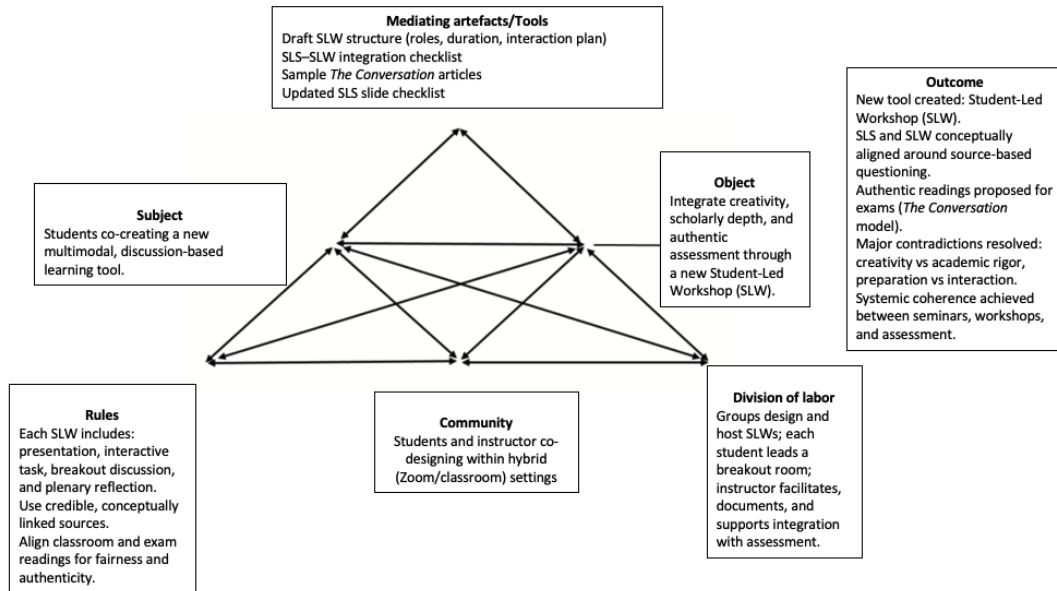 Mediating artefacts/Tools
Draft SLW structure (roles, duration, interaction plan)
SLS–SLW integration checklist
Sample The Conversation articles
Updated SLS slide checklist
Outcome
New tool created: Student-Led
Workshop (SLW).
SLS and SLW conceptually
aligned around source-based
questioning.
Authentic readings proposed for
exams (The Conversation
model).
Major contradictions resolved:
creativity vs academic rigor,
preparation vs interaction.
Systemic coherence achieved
between seminars, workshops,
and assessment.
Subject
Students co-creating a new
multimodal, discussion-based
learning tool.
Object
Integrate creativity,
scholarly depth, and
authentic
assessment through
a new Student-Led
Workshop (SLW).
Rules
Each SLW includes:
presentation, interactive
task, breakout discussion,
and plenary reflection.
Use credible, conceptually
linked sources.
Align classroom and exam
readings for fairness and
authenticity.
Community
Students and instructor co-
designing within hybrid
(Zoom/classroom) settings
Division of labor
Groups design and
host SLWs; each
student leads a
breakout room;
instructor facilitates,
documents, and
supports integration
with assessment.